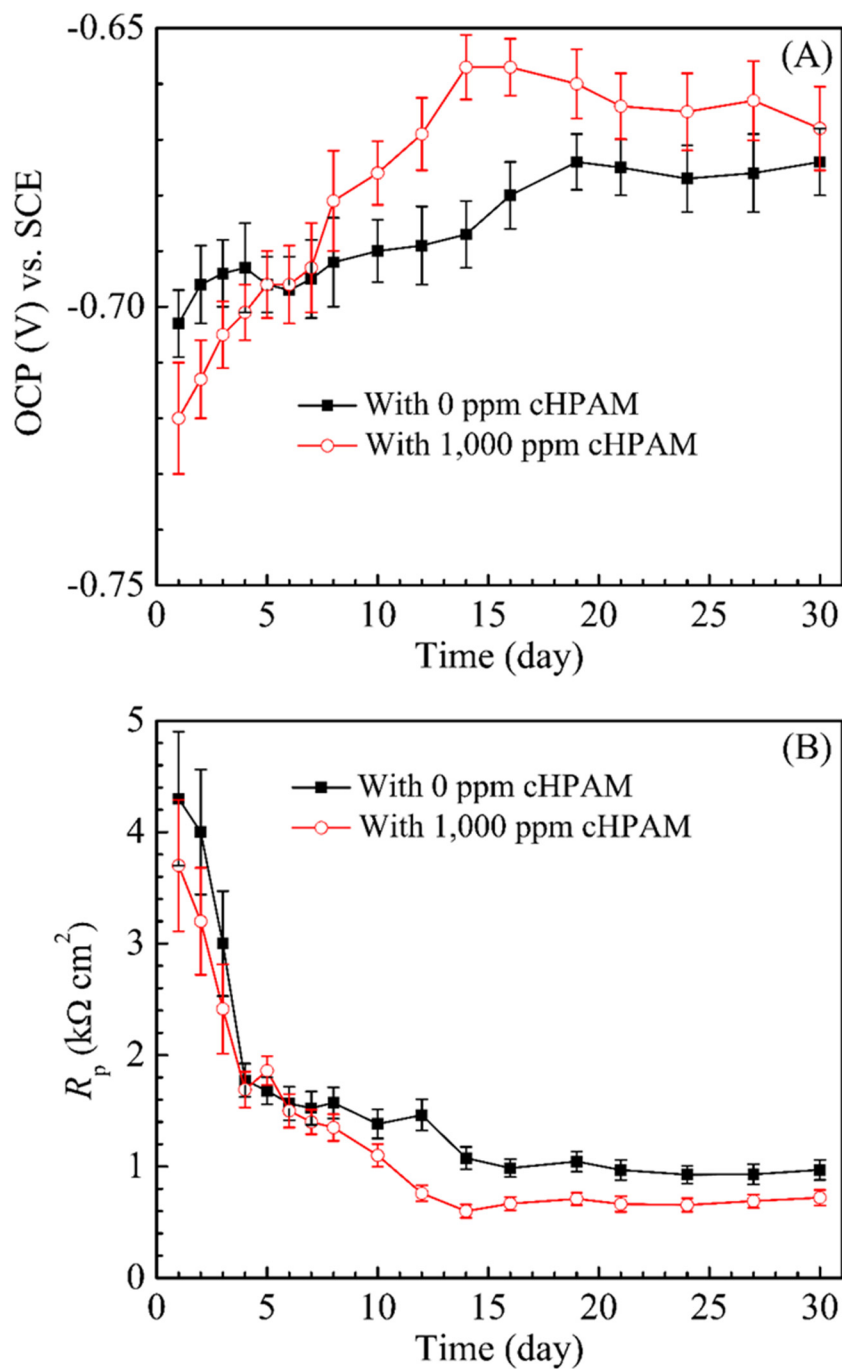 (A)
-0.65
-0.70
-0.75
OCP (V) vs. SCE
With 0 ppm cHPAM
With 1,000 ppm cHPAM
0 5 10 15 20 25 30
Time (day)
(B)
5
4
3
2
1
0
Rp (kΩ cm²)
With 0 ppm cHPAM
With 1,000 ppm cHPAM
0 5 10 15 20 25 30
Time (day)